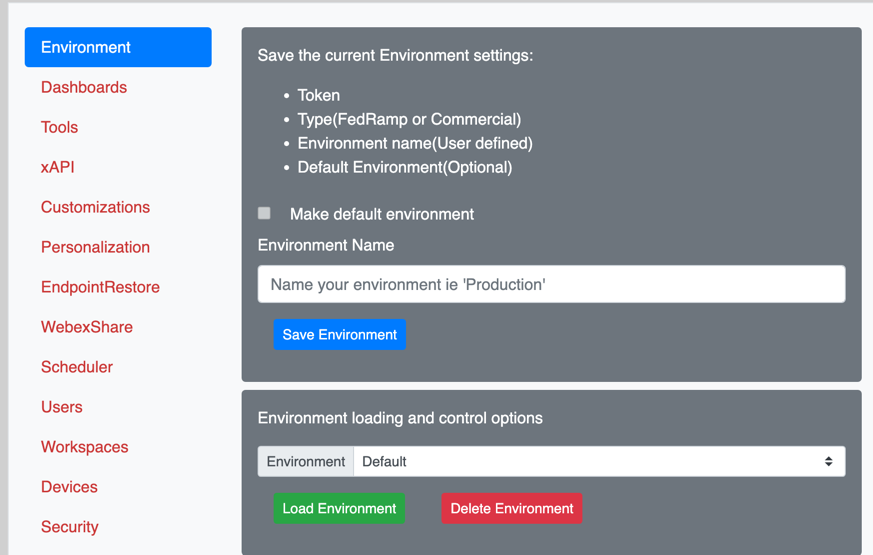 Environment
Dashboards
Tools
xAPI
Customizations
Personalization
EndpointRestore
WebexShare
Scheduler
Users
Workspaces
Devices
Security
Save the current Environment settings:
• Token
• Type(FedRamp or Commercial)
• Environment name(User defined)
• Default Environment(Optional)
Make default environment
Environment Name
Name your environment ie 'Production'
Save Environment
Environment loading and control options
Environment Default
Load Environment Delete Environment